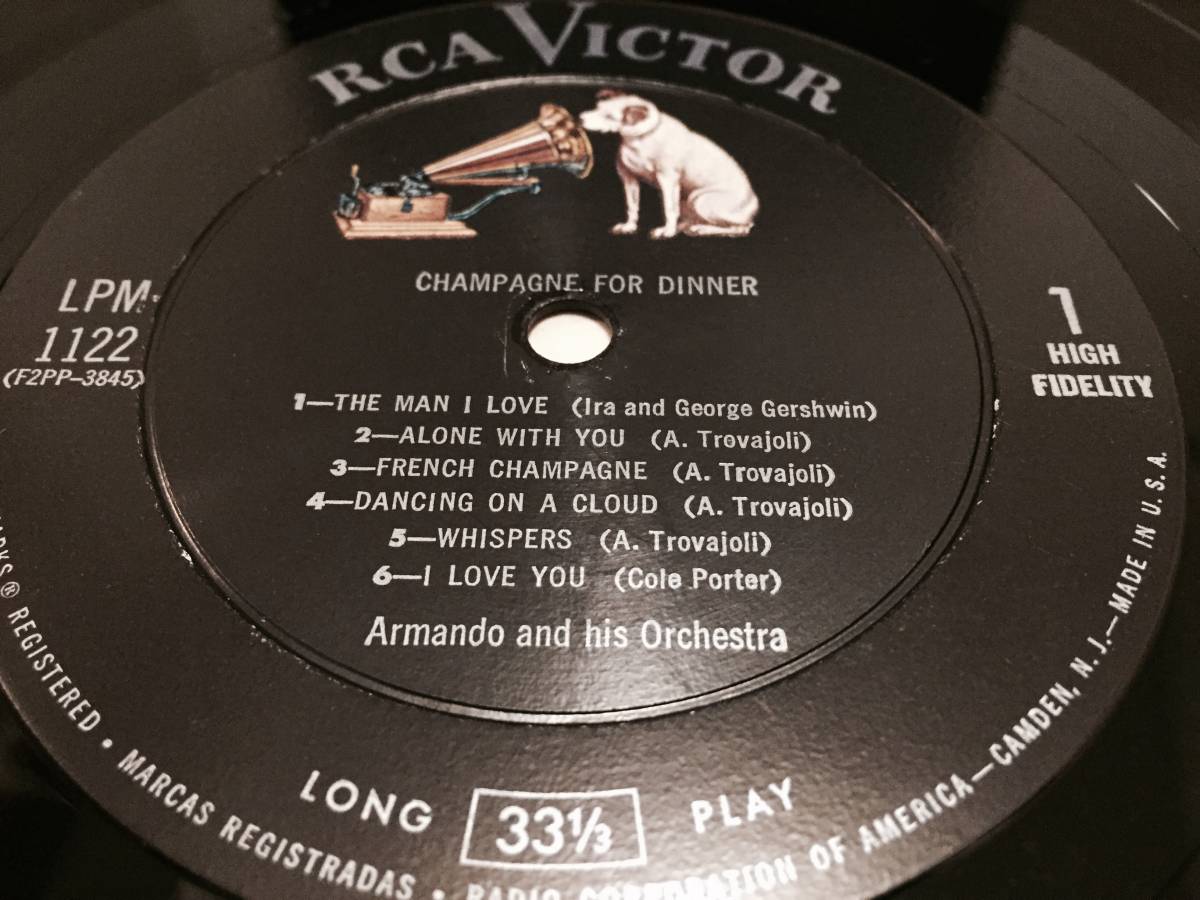 RCA VICTOR
CHAMPAGNE FOR DINNER
LPM-
1122
(F2PP-3845)
1
HIGH
FIDELITY
1—THE MAN I LOVE (Ira and George Gershwin)
2—ALONE WITH YOU (A. Trovajoli)
3—FRENCH CHAMPAGNE (A. Trovajoli)
4—DANCING ON A CLOUD (A. Trovajoli)
5—WHISPERS (A. Trovajoli)
6—I LOVE YOU (Cole Porter)
Armando and his Orchestra
LONG 33⅓ PLAY
® REGISTERED • MARCAS REGISTRADAS • RADIO CORPORATION OF AMERICA—CAMDEN, N. J.—MADE IN U. S. A.